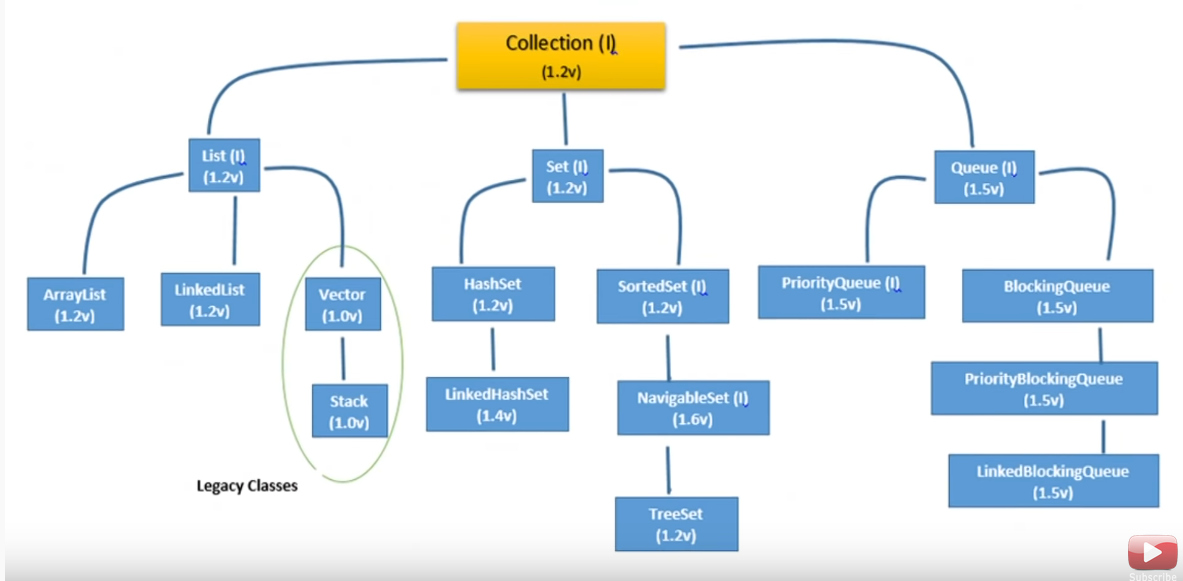 Collection (I)
(1.2v)
List (I)
(1.2v)
Set (I)
(1.2v)
Queue (I)
(1.5v)
ArrayList
(1.2v)
LinkedList
(1.2v)
Vector
(1.0v)
HashSet
(1.2v)
SortedSet (I)
(1.2v)
PriorityQueue (I)
(1.5v)
BlockingQueue
(1.5v)
Stack
(1.0v)
LinkedHashSet
(1.4v)
NavigableSet (I)
(1.6v)
PriorityBlockingQueue
(1.5v)
LinkedBlockingQueue
(1.5v)
Legacy Classes
TreeSet
(1.2v)
Subscribe